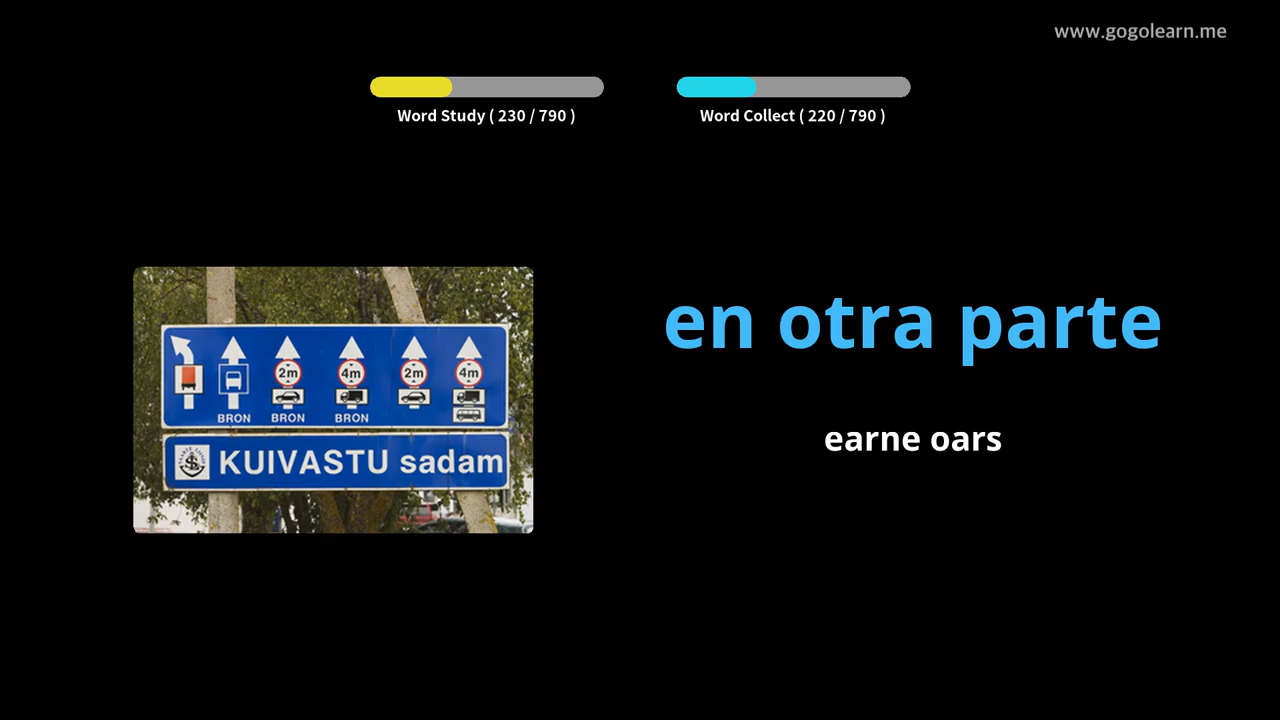 www.gogolearn.me
Word Study ( 230 / 790 )
Word Collect ( 220 / 790 )
en otra parte
earne oars
2m
4m
2m
4m
BRON
BRON
BRON
KUIVASTU sadam